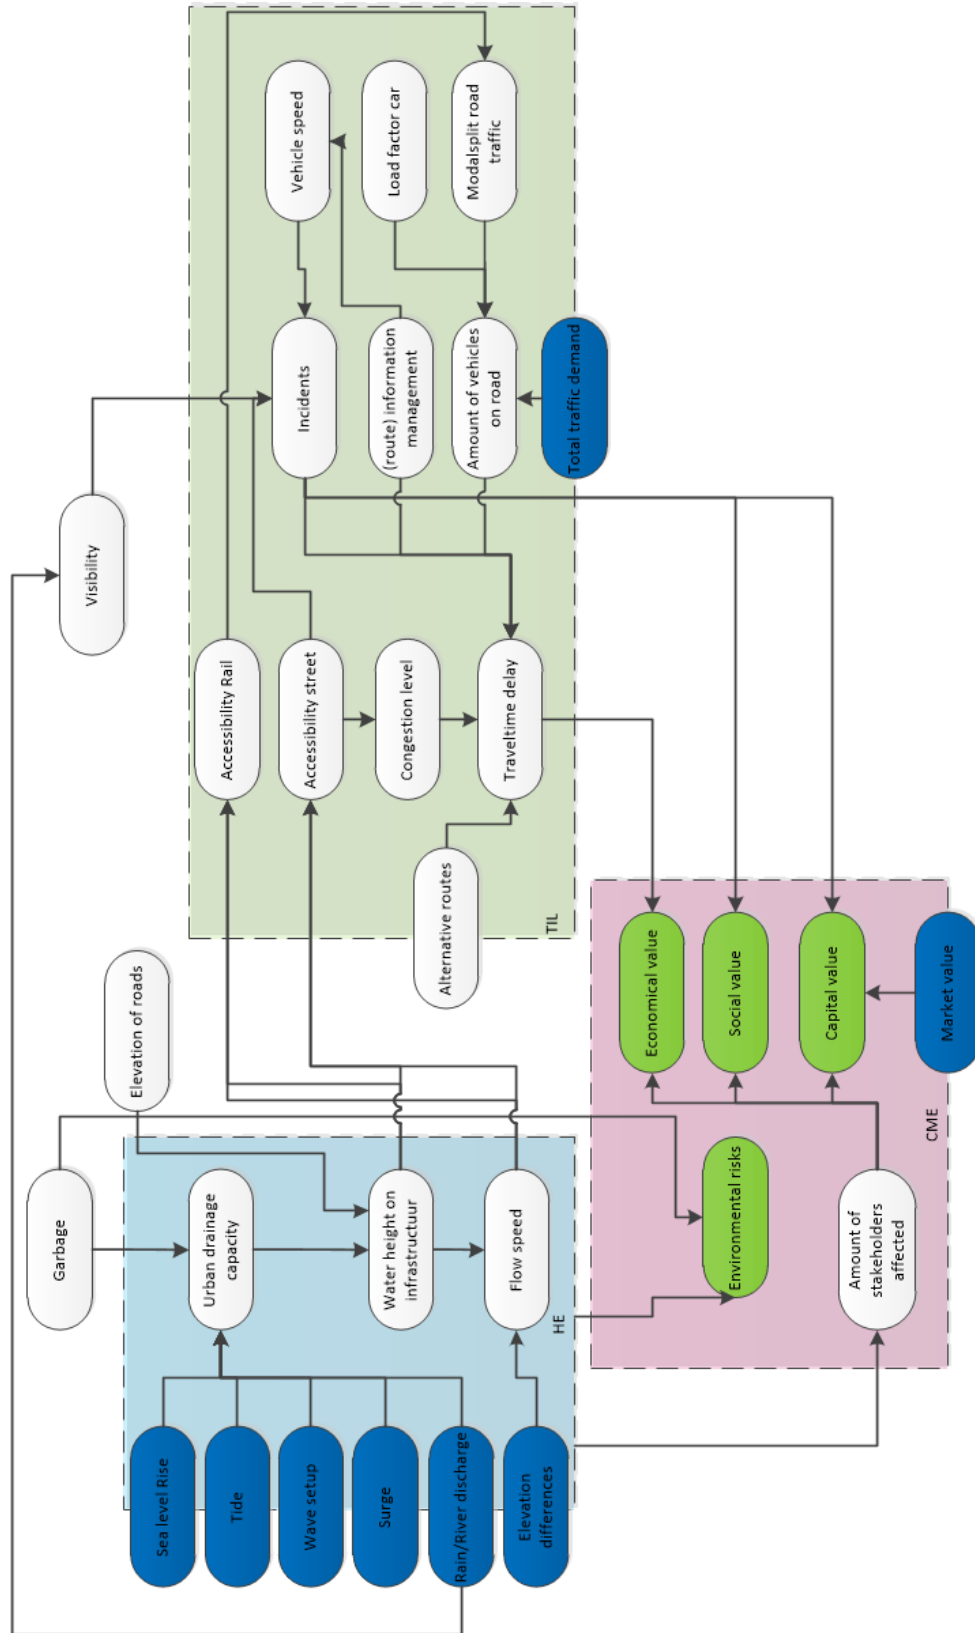 Sea level Rise
Tide
Wave setup
Surge
Rain/River discharge
Elevation
differences
Garbage
Urban drainage
capacity
Water height on
infrastructuur
Flow speed
HE
Elevation of roads
Environmental risks
Amount of
stakeholders
affected
CME
Economical value
Social value
Capital value
Market value
Alternative routes
TIL
Visibility
Accessibility Rail
Accessibility street
Congestion level
Traveltime delay
Incidents
(route) information
management
Amount of vehicles
on road
Total traffic demand
Vehicle speed
Load factor car
Modalsplit road
traffic